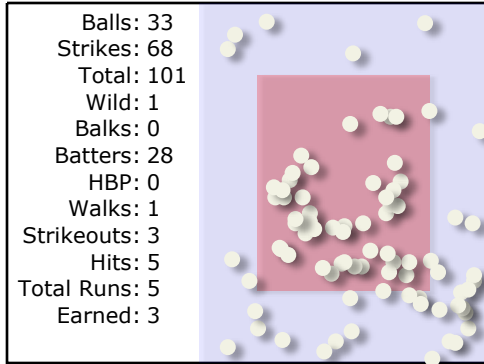 Balls: 33
Strikes: 68
Total: 101
Wild: 1
Balks: 0
Batters: 28
HBP: 0
Walks: 1
Strikeouts: 3
Hits: 5
Total Runs: 5
Earned: 3